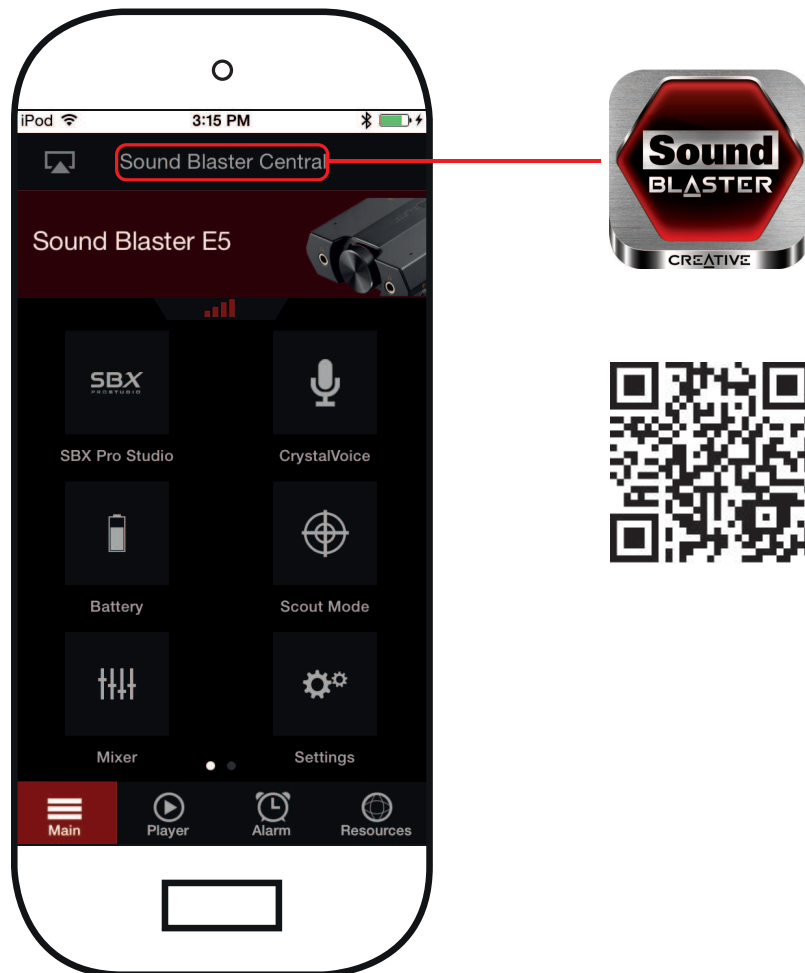 iPod 3:15 PM
Sound Blaster Central
Sound Blaster E5
SBX
PROSTUDIO
SBX Pro Studio CrystalVoice
Battery Scout Mode
Mixer Settings
Main Player Alarm Resources
Sound
BLASTER
CREATIVE